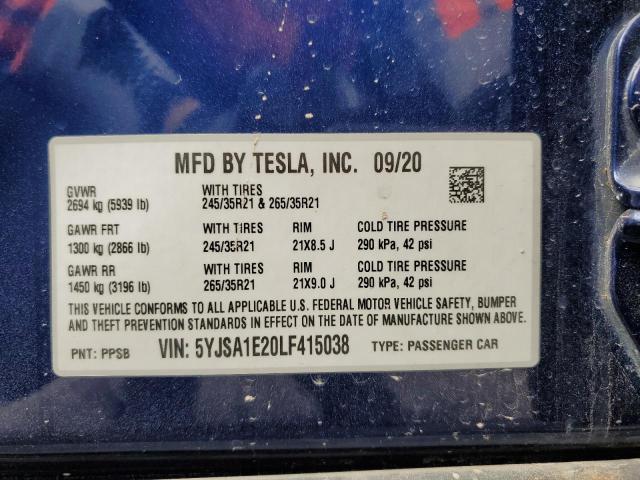 MFD BY TESLA, INC. 09/20
GVWR WITH TIRES
2694 kg (5939 lb) 245/35R21 & 265/35R21
GAWR FRT WITH TIRES RIM COLD TIRE PRESSURE
1300 kg (2866 lb) 245/35R21 21X8.5 J 290 kPa, 42 psi
GAWR RR WITH TIRES RIM COLD TIRE PRESSURE
1450 kg (3196 lb) 265/35R21 21X9.0 J 290 kPa, 42 psi
THIS VEHICLE CONFORMS TO ALL APPLICABLE U.S. FEDERAL MOTOR VEHICLE SAFETY, BUMPER
AND THEFT PREVENTION STANDARDS IN EFFECT ON THE DATE OF MANUFACTURE SHOWN ABOVE.
PNT: PPSB VIN: 5YJSA1E20LF415038 TYPE: PASSENGER CAR